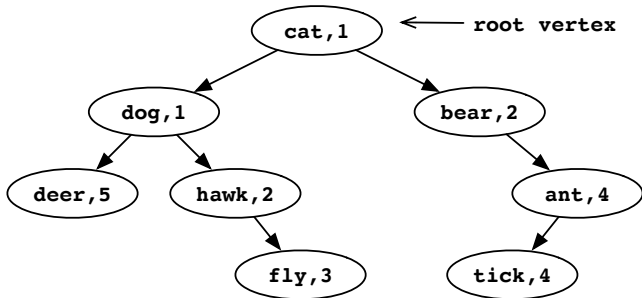 cat,1
root vertex
dog,1
bear,2
deer,5
hawk,2
ant,4
fly,3
tick,4